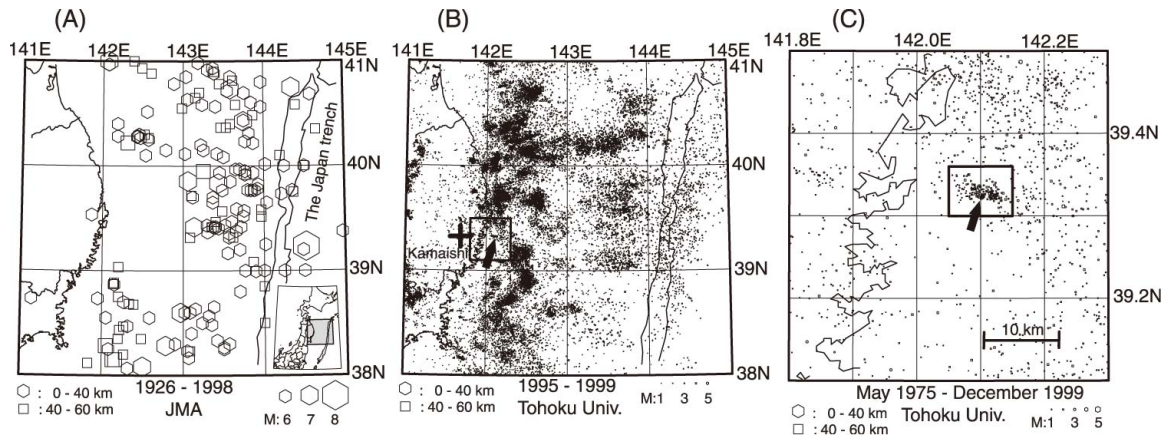 (A)
141E 142E 143E 144E 145E
41N
The Japan trench
40N
39N
38N
: 0 - 40 km
: 40 - 60 km
1926 - 1998
JMA
M: 6 7 8
(B)
141E 142E 143E 144E
41N
40N
Kamaishi
39N
38N
: 0 - 40 km
: 40 - 60 km
1995 - 1999
Tohoku Univ.
M:1 3 5
(C)
141.8E 142.0E 142.2E
39.4N
39.2N
10 km
May 1975 - December 1999
: 0 - 40 km
: 40 - 60 km
Tohoku Univ.
M:1 3 5